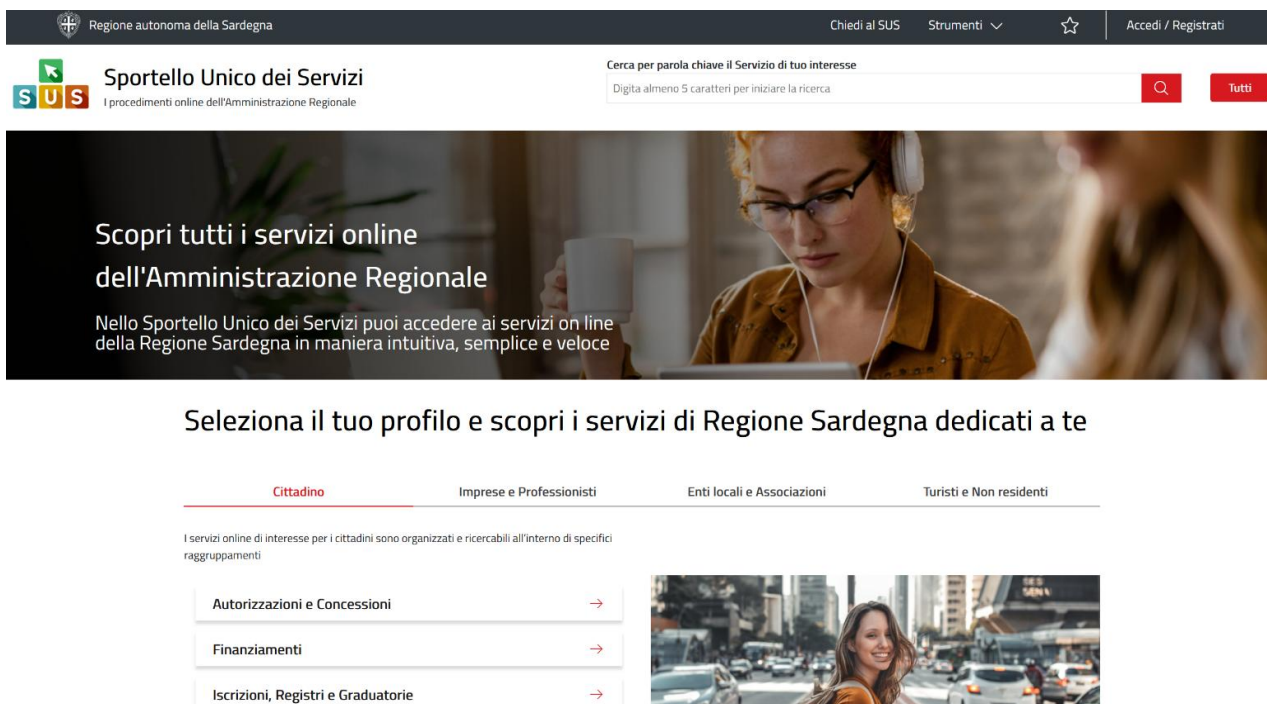 Regione autonoma della Sardegna
Chiedi al SUS
Strumenti
Accedi / Registrati
SUS
Sportello Unico dei Servizi
I procedimenti online dell'Amministrazione Regionale
Cerca per parola chiave il Servizio di tuo interesse
Digita almeno 5 caratteri per iniziare la ricerca
Tutti
Scopri tutti i servizi online
dell'Amministrazione Regionale
Nello Sportello Unico dei Servizi puoi accedere ai servizi on line
della Regione Sardegna in maniera intuitiva, semplice e veloce
Seleziona il tuo profilo e scopri i servizi di Regione Sardegna dedicati a te
Cittadino
Imprese e Professionisti
Enti locali e Associazioni
Turisti e Non residenti
I servizi online di interesse per i cittadini sono organizzati e ricercabili all’interno di specifici
raggruppamenti
Autorizzazioni e Concessioni
Finanziamenti
Iscrizioni, Registri e Graduatorie